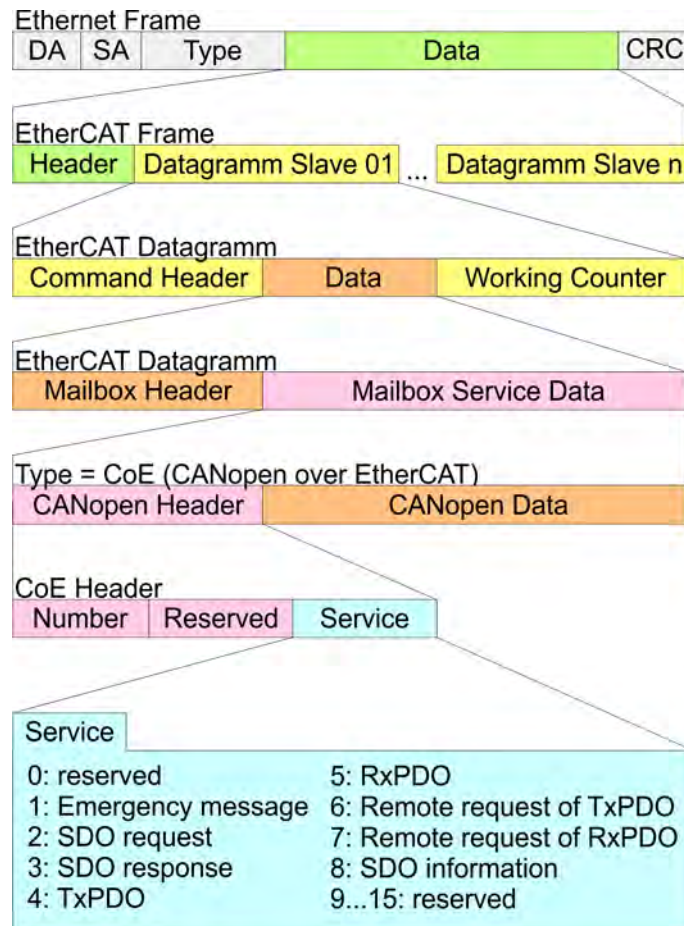 Ethernet Frame
DA SA Type Data CRC
EtherCAT Frame
Header Datagramm Slave 01 ... Datagramm Slave n
EtherCAT Datagramm
Command Header Data Working Counter
EtherCAT Datagramm
Mailbox Header Mailbox Service Data
Type = CoE (CANopen over EtherCAT)
CANopen Header CANopen Data
CoE Header
Number Reserved Service
Service
0: reserved 5: RxPDO
1: Emergency message 6: Remote request of TxPDO
2: SDO request 7: Remote request of RxPDO
3: SDO response 8: SDO information
4: TxPDO 9...15: reserved